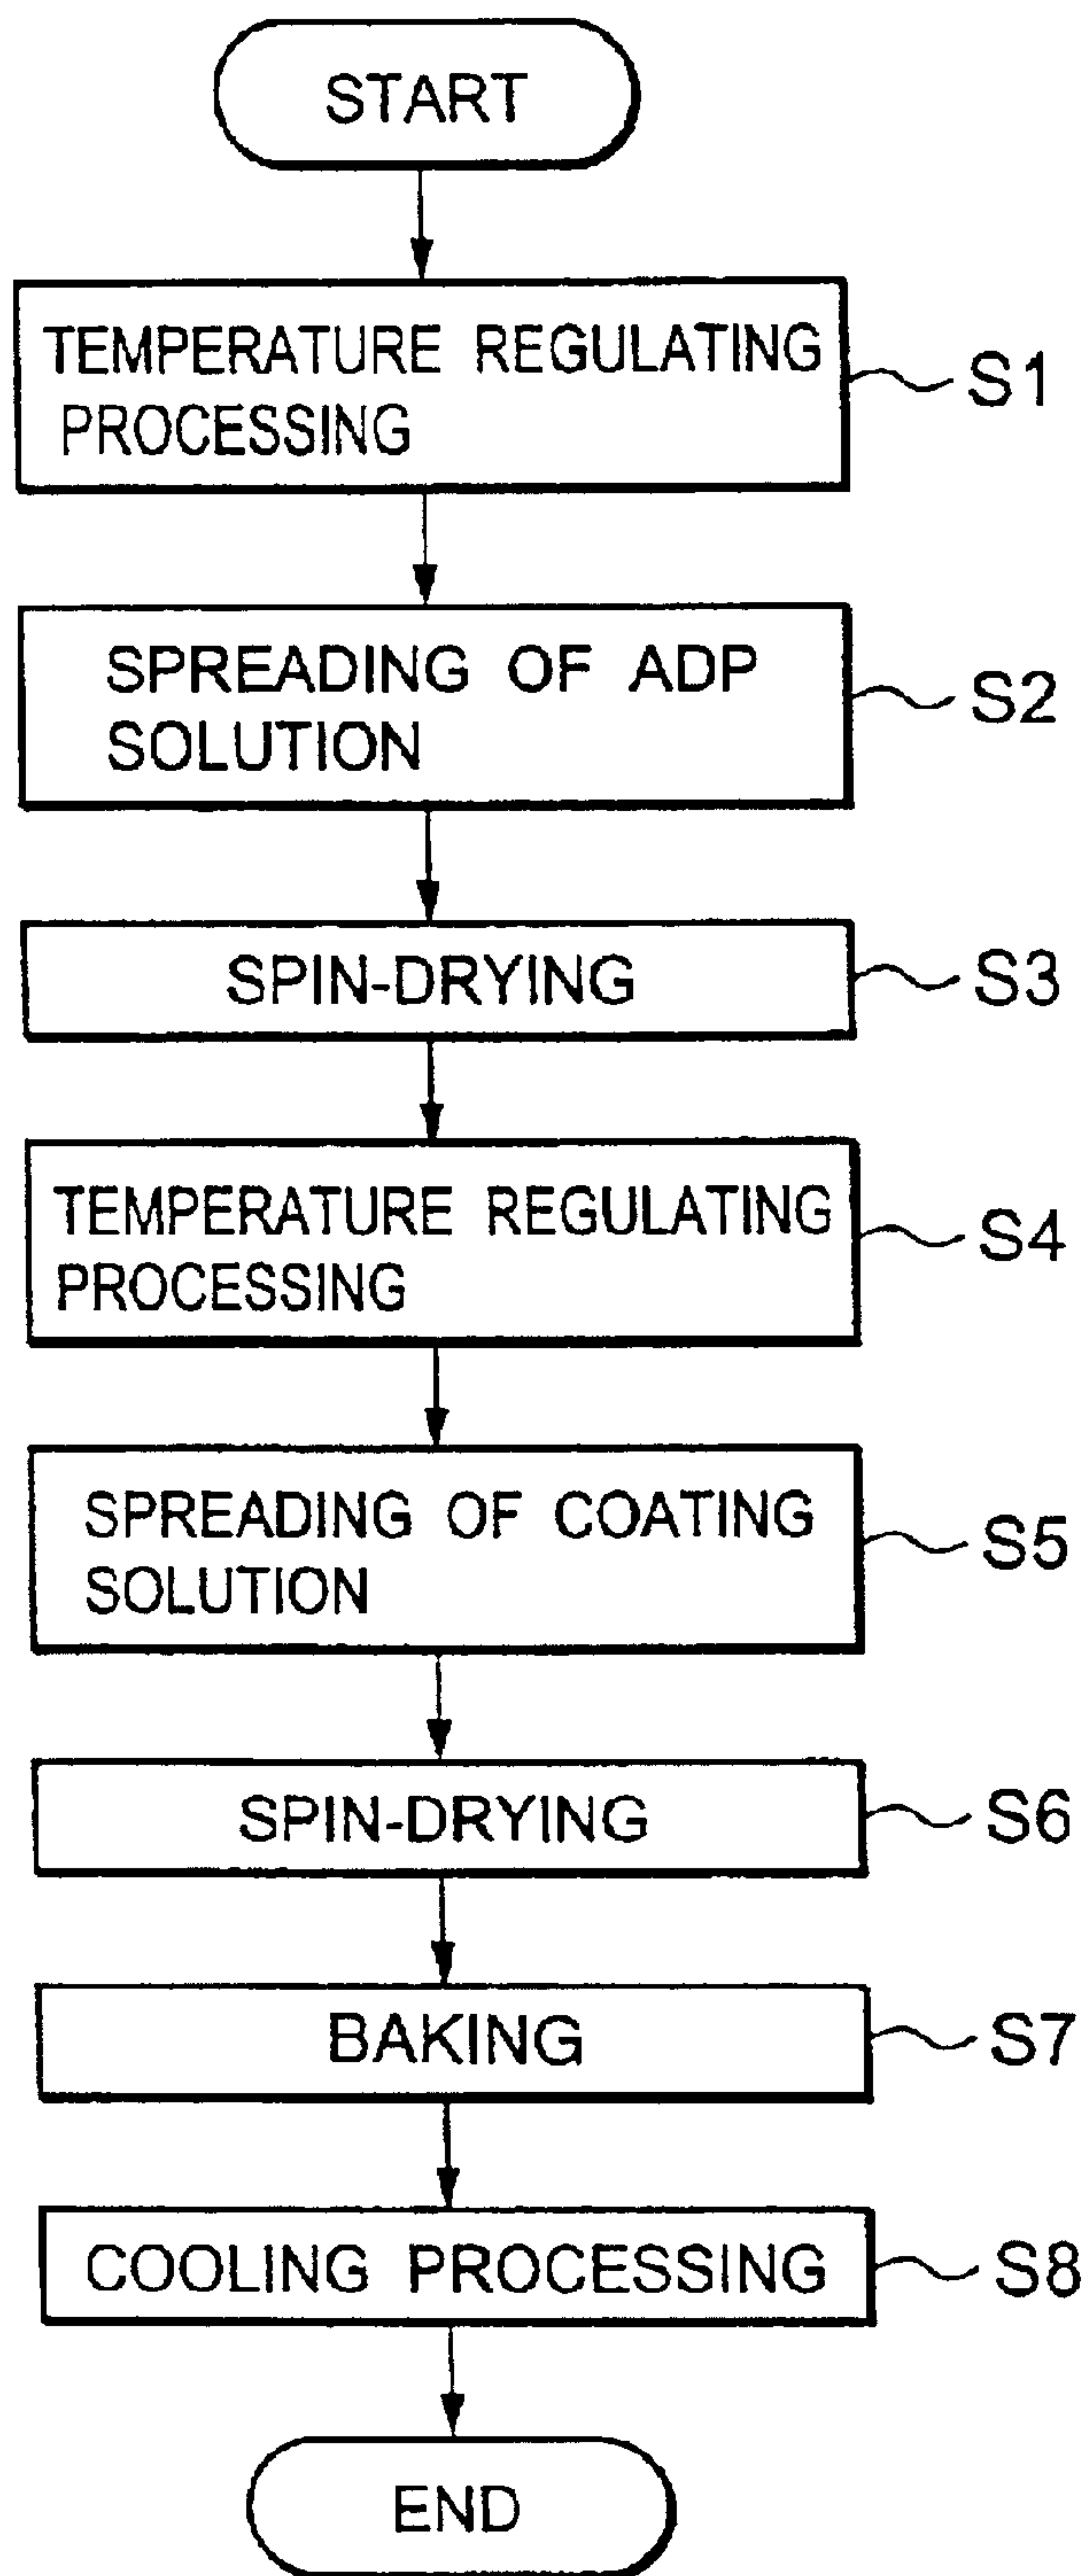 START
TEMPERATURE REGULATING
PROCESSING
S1
SPREADING OF ADP
SOLUTION
S2
SPIN-DRYING
S3
TEMPERATURE REGULATING
PROCESSING
S4
SPREADING OF COATING
SOLUTION
S5
SPIN-DRYING
S6
BAKING
S7
COOLING PROCESSING
S8
END